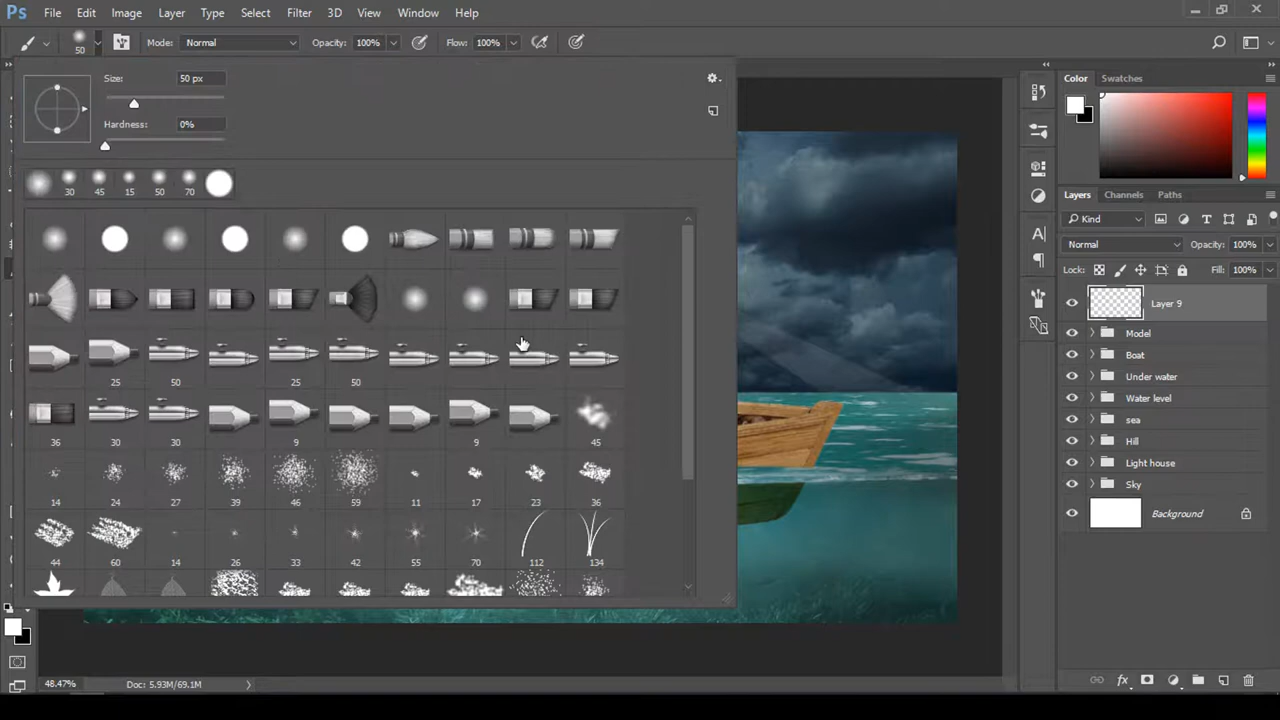 Ps File Edit Image Layer Type Select Filter 3D View Window Help
50 Mode: Normal Opacity: 100% Flow: 100%
Size: 50 px
Hardness: 0%
30 45 15 50 70
25 50 25 50
36 30 30 9 9 45
14 24 27 39 46 59 11 17 23 36
44 60 14 26 33 42 55 70 112 134
Color Swatches
Layers Channels Paths
Kind
Normal Opacity: 100%
Lock: Fill: 100%
Layer 9
Model
Boat
Under water
Water level
sea
Hill
Light house
Sky
Background
48.47% Doc: 5.93M/69.1M